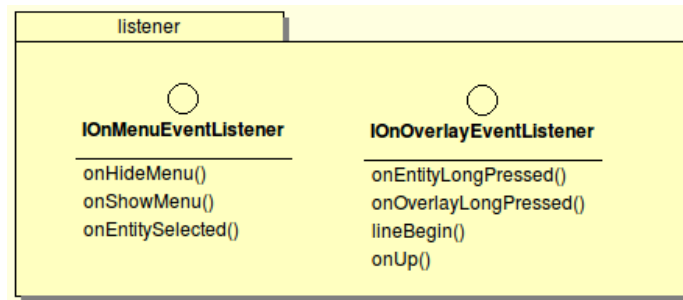 listener
IOnMenuEventListener
onHideMenu()
onShowMenu()
onEntitySelected()
IOnOverlayEventListener
onEntityLongPressed()
onOverlayLongPressed()
lineBegin()
onUp()